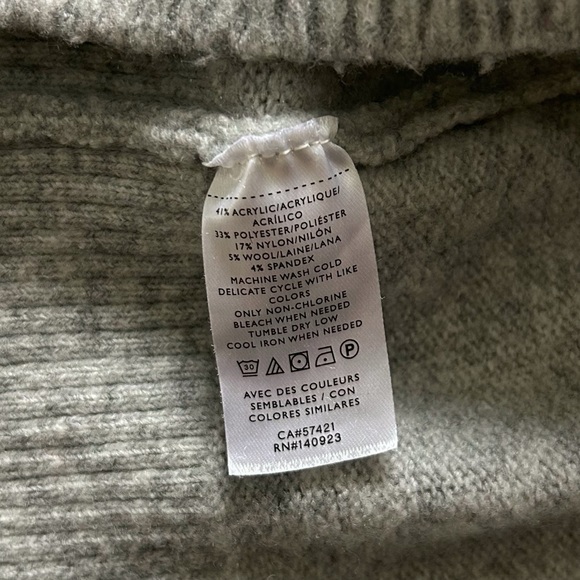 41% ACRYLIC/ACRYLIQUE/
ACRÍLICO
33% POLYESTER/POLIÉSTER
17% NYLON/NILÓN
5% WOOL/LAINE/LANA
4% SPANDEX
MACHINE WASH COLD
DELICATE CYCLE WITH LIKE
COLORS
ONLY NON-CHLORINE
BLEACH WHEN NEEDED
TUMBLE DRY LOW
COOL IRON WHEN NEEDED
30 P
AVEC DES COULEURS
SEMBLABLES / CON
COLORES SIMILARES
CA#57421
RN#140923